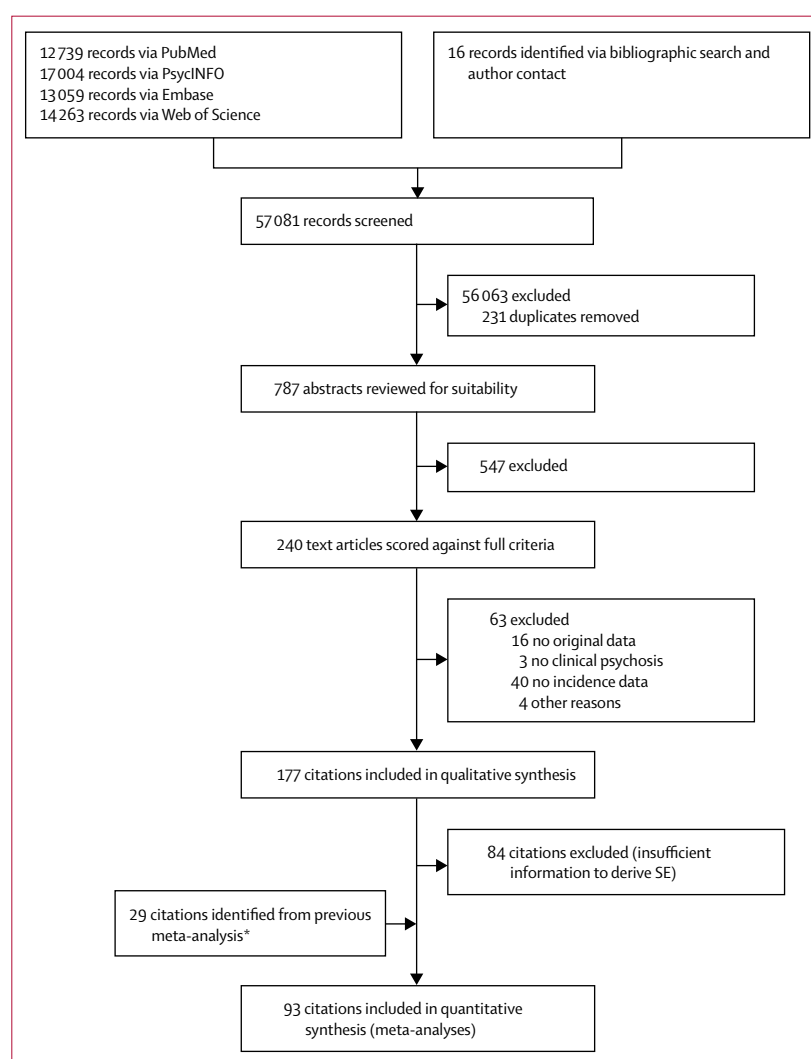 12 739 records via PubMed
17 004 records via PsycINFO
13 059 records via Embase
14 263 records via Web of Science
16 records identified via bibliographic search and
author contact
57 081 records screened
56 063 excluded
231 duplicates removed
787 abstracts reviewed for suitability
547 excluded
240 text articles scored against full criteria
63 excluded
16 no original data
3 no clinical psychosis
40 no incidence data
4 other reasons
177 citations included in qualitative synthesis
84 citations excluded (insufficient
information to derive SE)
29 citations identified from previous
meta-analysis*
93 citations included in quantitative
synthesis (meta-analyses)